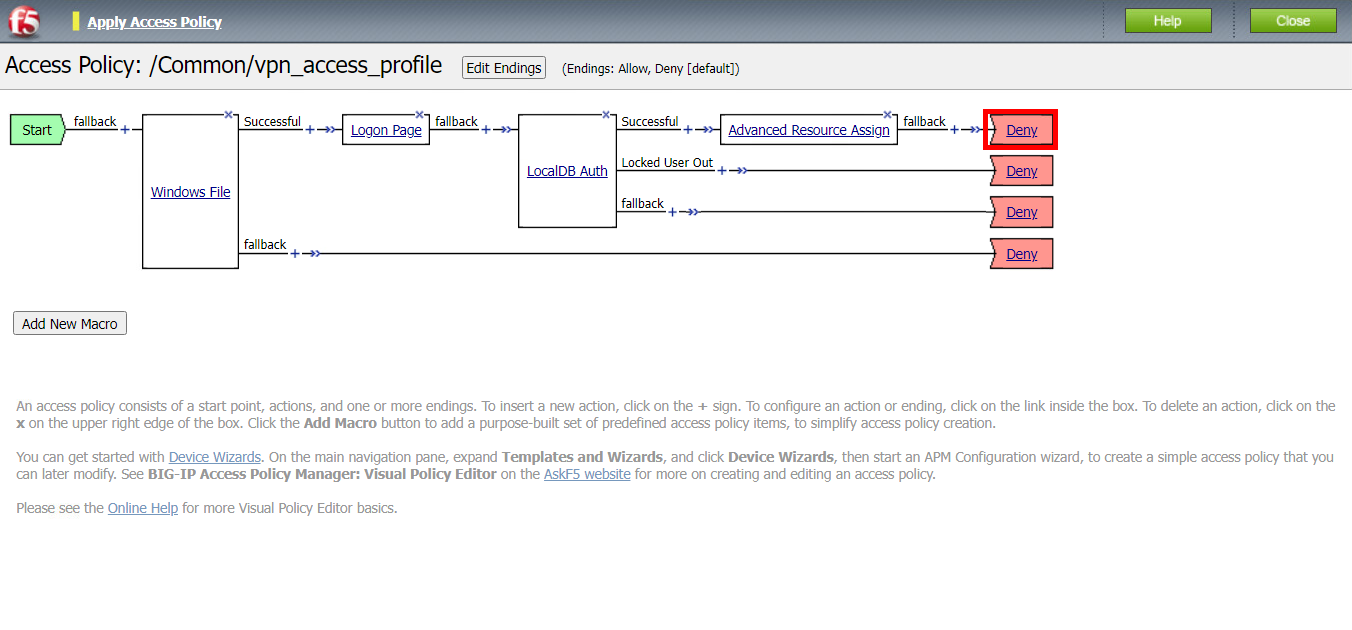 f5
Apply Access Policy
Help
Close
Access Policy: /Common/vpn_access_profile
Edit Endings
(Endings: Allow, Deny [default])
Start
fallback
+
Windows File
x
Successful
+
Logon Page
x
fallback
+
LocalDB Auth
x
Successful
+
Advanced Resource Assign
x
fallback
+
Deny
Locked User Out
+
Deny
fallback
+
Deny
fallback
+
Deny
Add New Macro
An access policy consists of a start point, actions, and one or more endings. To insert a new action, click on the + sign. To configure an action or ending, click on the link inside the box. To delete an action, click on the
x on the upper right edge of the box. Click the Add Macro button to add a purpose-built set of predefined access policy items, to simplify access policy creation.
You can get started with Device Wizards. On the main navigation pane, expand Templates and Wizards, and click Device Wizards, then start an APM Configuration wizard, to create a simple access policy that you
can later modify. See BIG-IP Access Policy Manager: Visual Policy Editor on the AskF5 website for more on creating and editing an access policy.
Please see the Online Help for more Visual Policy Editor basics.